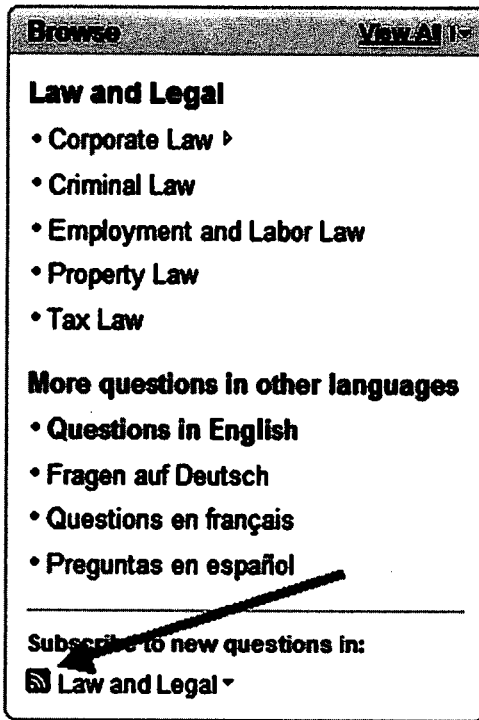 Browse View All
Law and Legal
• Corporate Law
• Criminal Law
• Employment and Labor Law
• Property Law
• Tax Law
More questions in other languages
• Questions in English
• Fragen auf Deutsch
• Questions en français
• Preguntas en español
Subscribe to new questions in:
Law and Legal